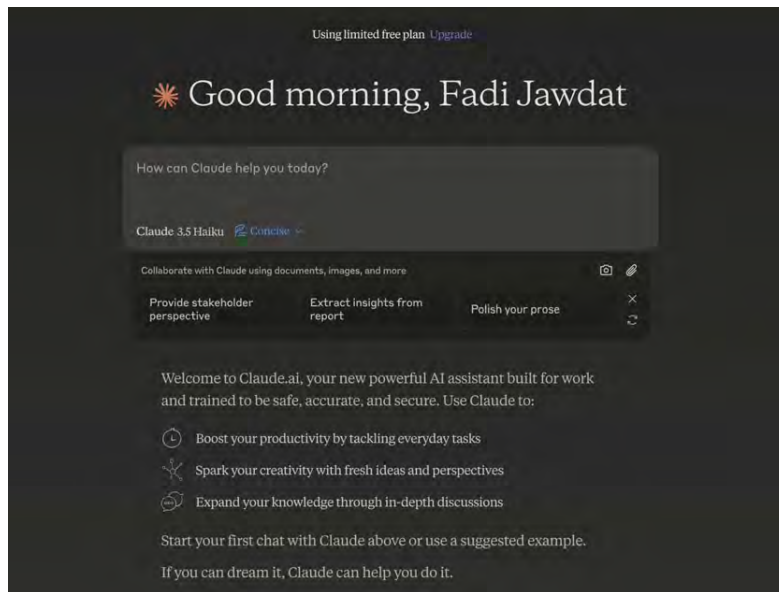 Using limited free plan Upgrade
Good morning, Fadi Jawdat
How can Claude help you today?
Claude 3.5 Haiku Concise
Collaborate with Claude using documents, images, and more
Provide stakeholder perspective
Extract insights from report
Polish your prose
Welcome to Claude.ai, your new powerful AI assistant built for work
and trained to be safe, accurate, and secure. Use Claude to:
Boost your productivity by tackling everyday tasks
Spark your creativity with fresh ideas and perspectives
Expand your knowledge through in-depth discussions
Start your first chat with Claude above or use a suggested example.
If you can dream it, Claude can help you do it.